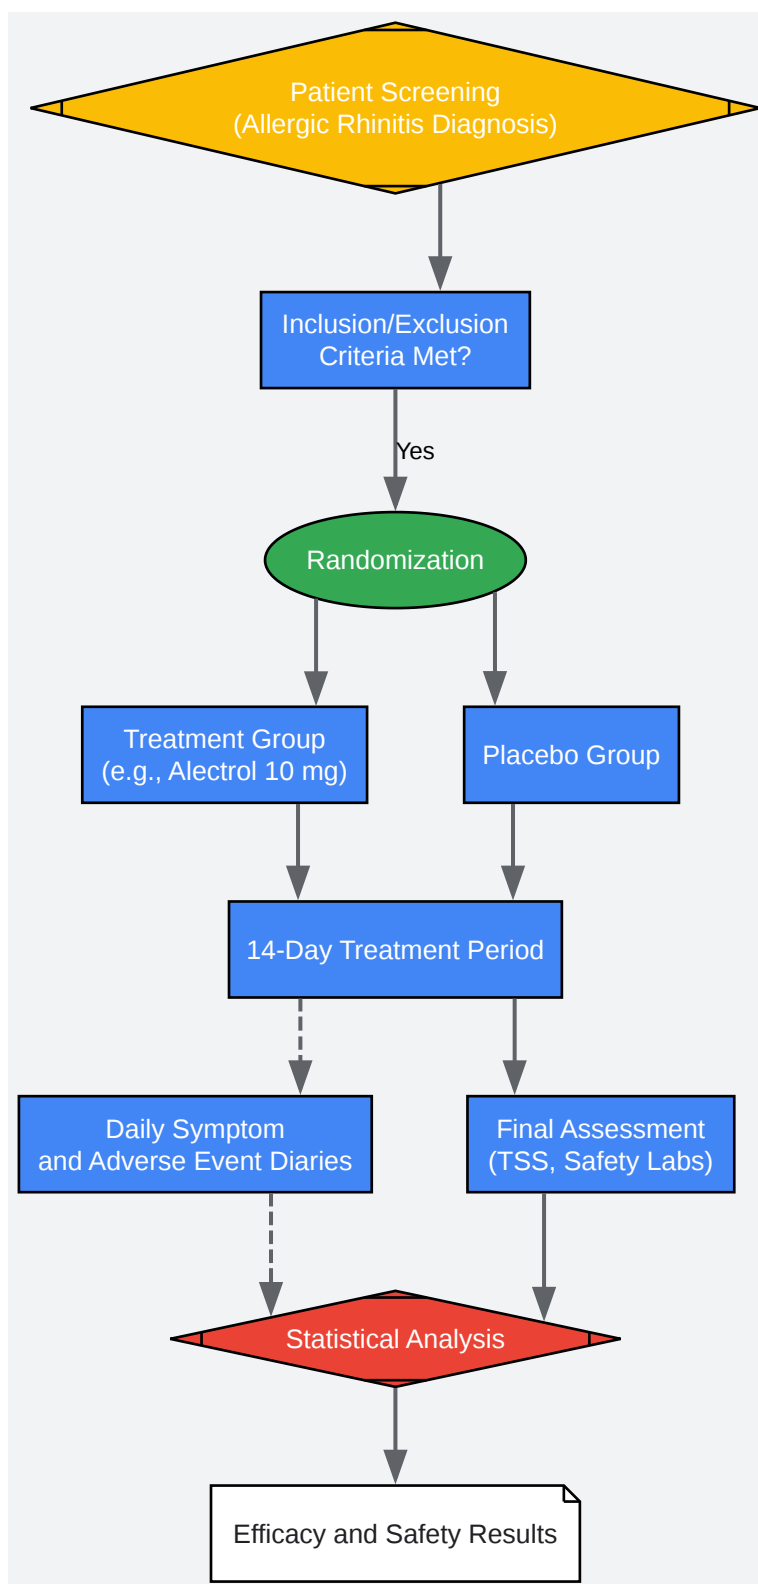 Patient Screening
(Allergic Rhinitis Diagnosis)
Inclusion/Exclusion
Criteria Met?
Yes
Randomization
Treatment Group
(e.g., Alectrol 10 mg)
Placebo Group
14-Day Treatment Period
Daily Symptom
and Adverse Event Diaries
Final Assessment
(TSS, Safety Labs)
Statistical Analysis
Efficacy and Safety Results